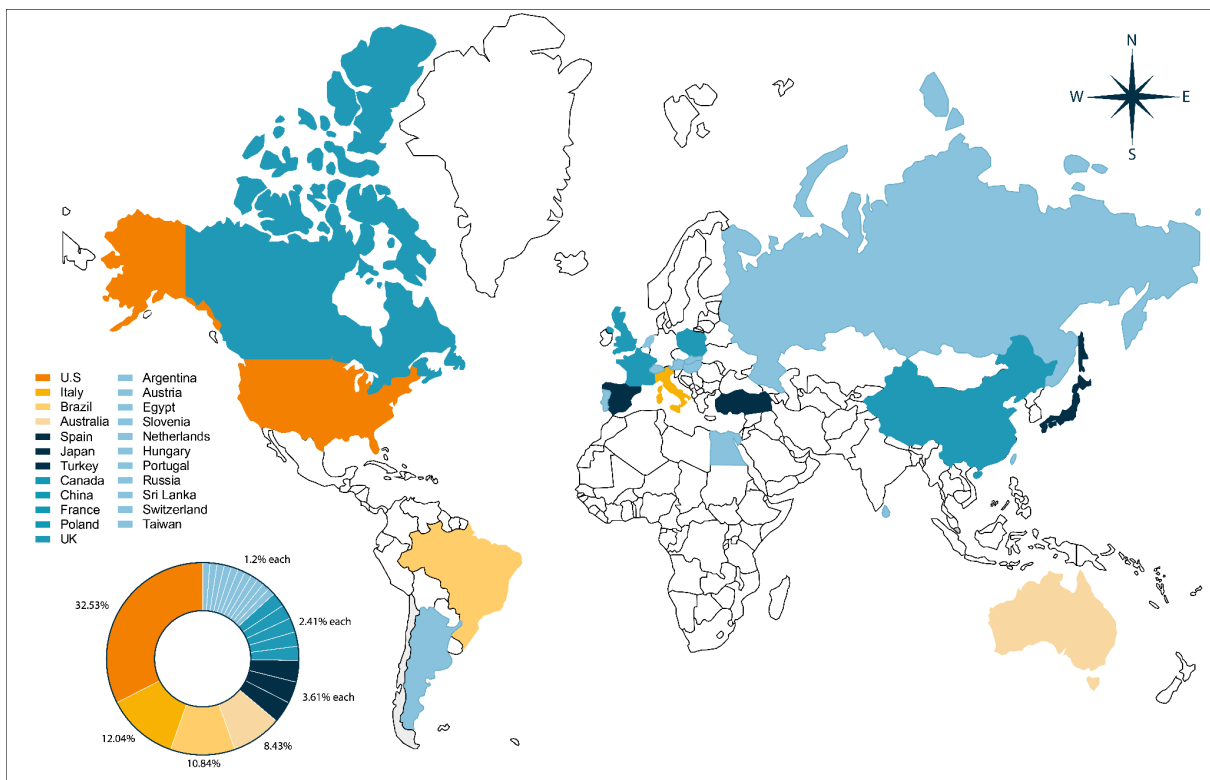 N
W
E
S
U.S
Italy
Brazil
Australia
Spain
Japan
Turkey
Canada
China
France
Poland
UK
Argentina
Austria
Egypt
Slovenia
Netherlands
Hungary
Portugal
Russia
Sri Lanka
Switzerland
Taiwan
1.2% each
32.53%
2.41% each
3.61% each
12.04%
8.43%
10.84%